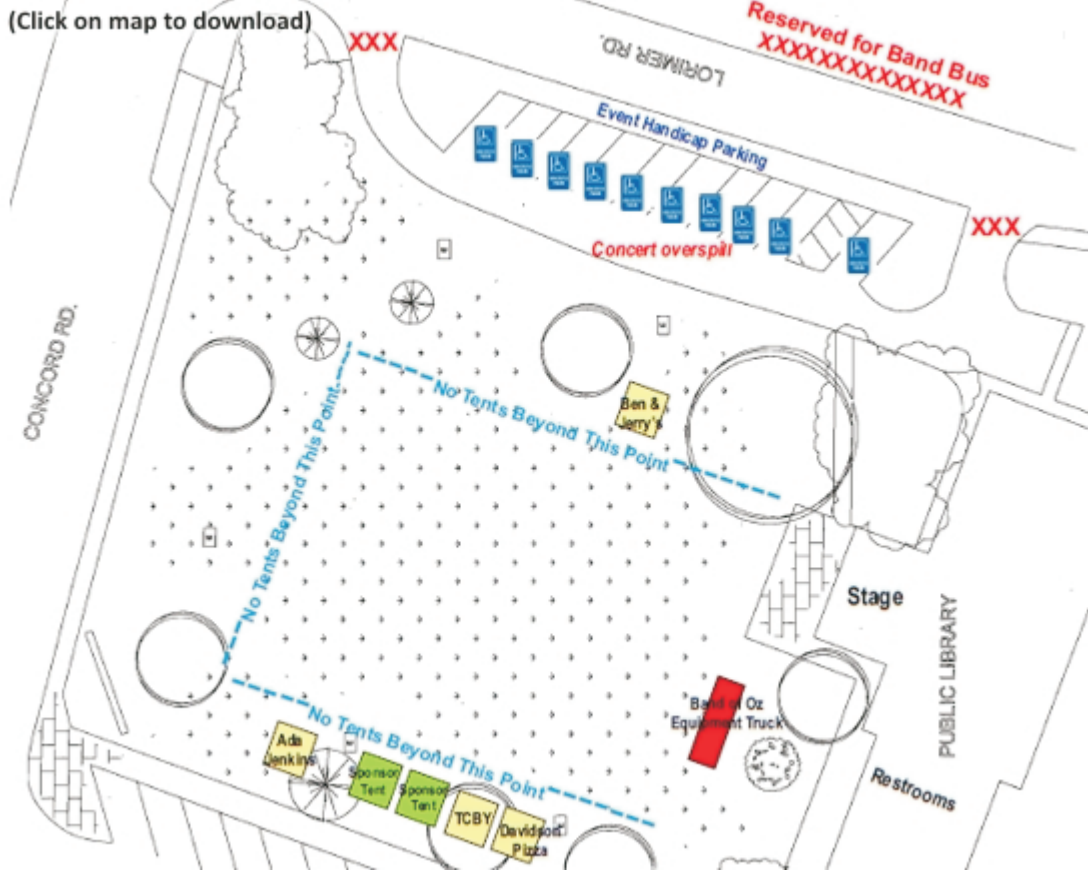 (Click on map to download)
XXX
LORIMER RD.
Reserved for Band Bus
XXXXXXXXXXXXXX
Event Handicap Parking
XXX
Concert overspill
CONCORD RD.
No Tents Beyond This Point
Ben &
Jerry's
No Tents Beyond This Point
Stage
PUBLIC LIBRARY
Band of Oz
Equipment Truck
Restrooms
No Tents Beyond This Point
Ada
Jenkins
Sponsor
Tent
Sponsor
Tent
TCBY
Davidson
Pizza